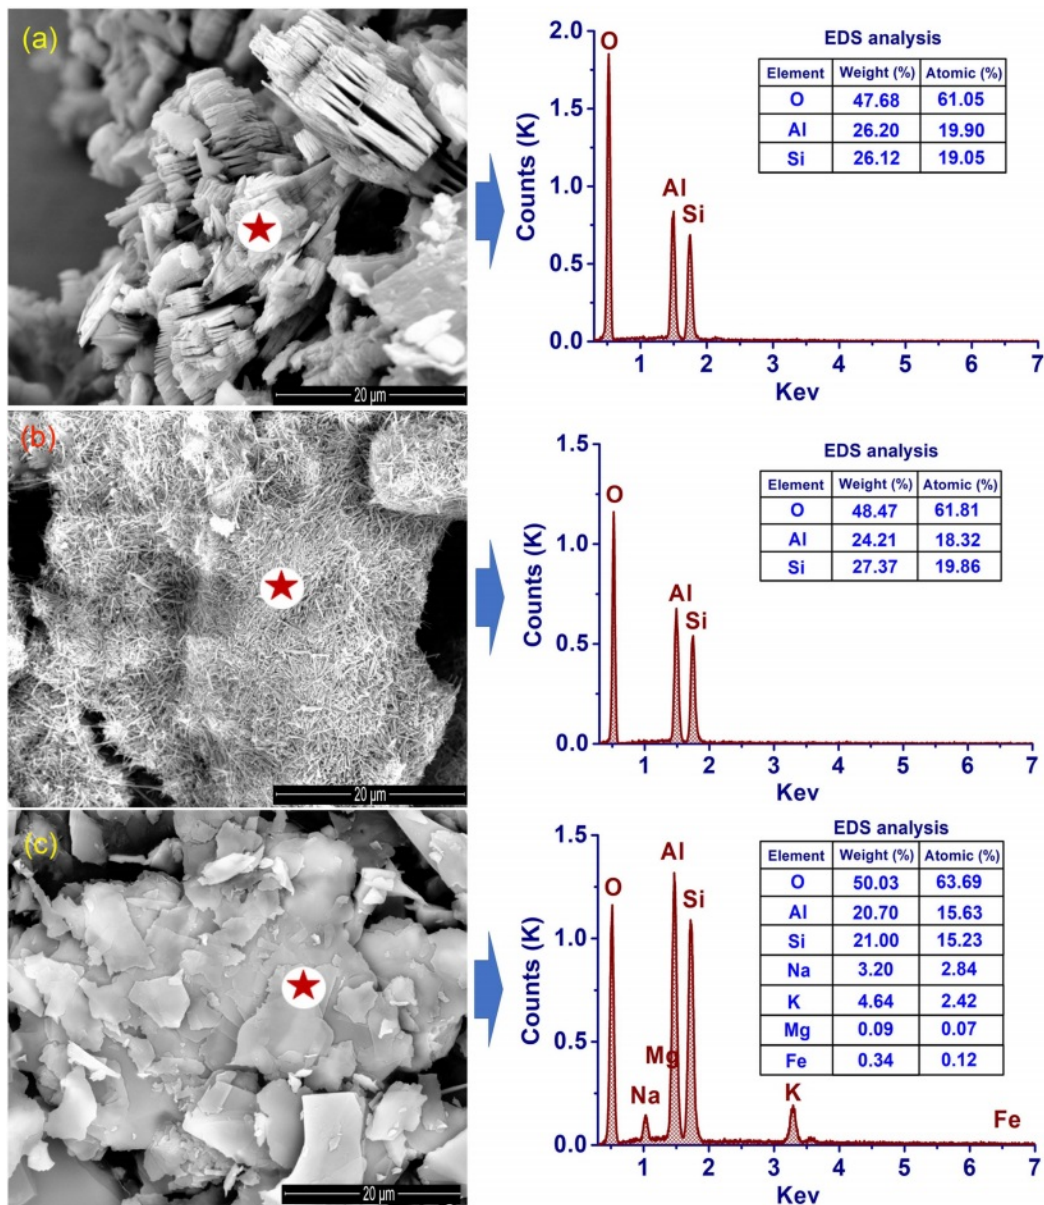 (a)
20 µm
2.0
1.5
1.0
0.5
0.0
Counts (K)
O
Al
Si
1 2 3 4 5 6 7
Kev
EDS analysis
Element Weight (%) Atomic (%)
O 47.68 61.05
Al 26.20 19.90
Si 26.12 19.05
(b)
20 µm
1.5
1.0
0.5
0.0
Counts (K)
O
Al
Si
1 2 3 4 5 6 7
Kev
EDS analysis
Element Weight (%) Atomic (%)
O 48.47 61.81
Al 24.21 18.32
Si 27.37 19.86
(c)
20 µm
1.5
1.0
0.5
0.0
Counts (K)
O
Na
Mg
Al
Si
K
Fe
1 2 3 4 5 6 7
Kev
EDS analysis
Element Weight (%) Atomic (%)
O 50.03 63.69
Al 20.70 15.63
Si 21.00 15.23
Na 3.20 2.84
K 4.64 2.42
Mg 0.09 0.07
Fe 0.34 0.12